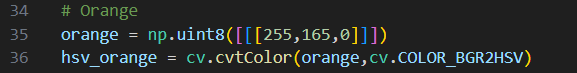 34 # Orange
35 orange = np.uint8([[[255,165,0]]])
36 hsv_orange = cv.cvtColor(orange,cv.COLOR_BGR2HSV)